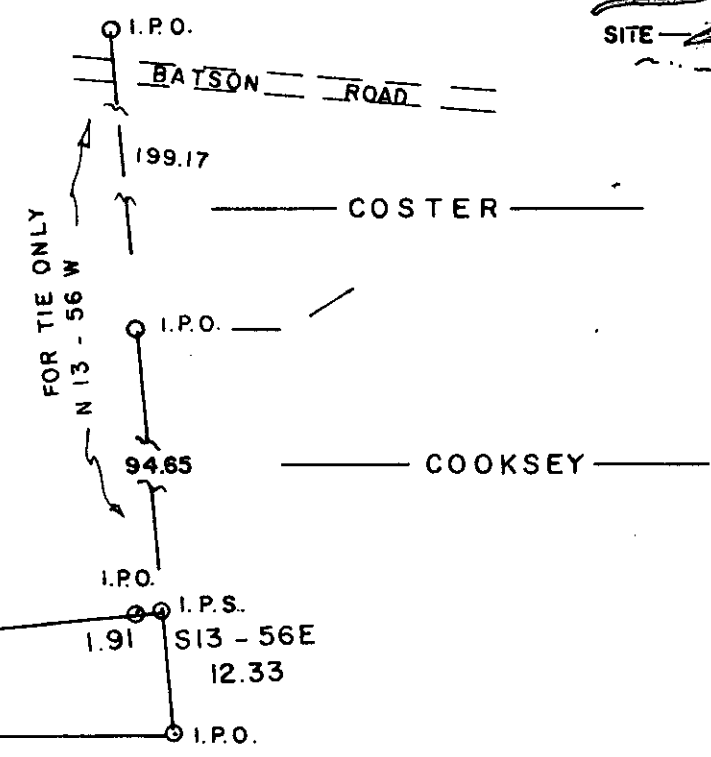 I.P.O.
SITE
BATSON ROAD
199.17
COSTER
FOR TIE ONLY
N 13 - 56 W
I.P.O.
94.65
COOKSEY
I.P.O.
I.P.S..
1.91
S13 - 56E
12.33
I.P.O.